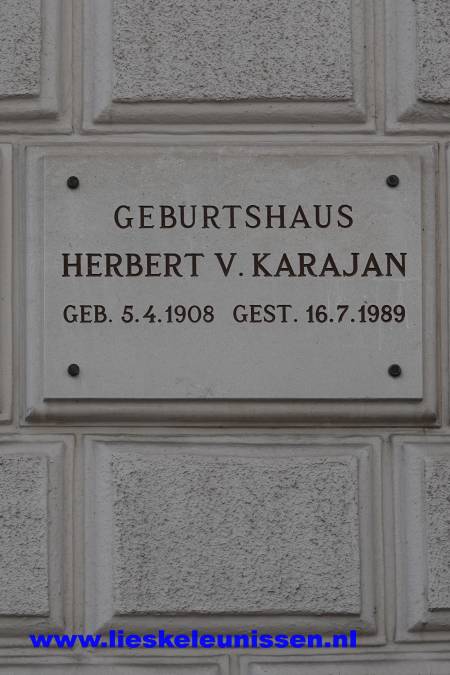 GEBURTSHAUS
HERBERT V. KARAJAN
GEB. 5.4.1908 GEST. 16.7.1989
www.lieskeleunissen.nl